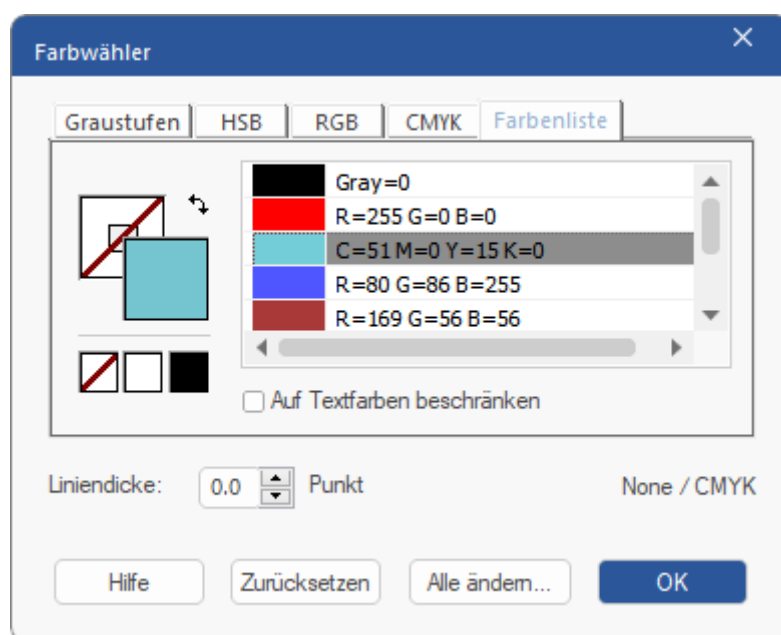 Farbwähler
Graustufen HSB RGB CMYK Farbenliste
Gray=0
R=255 G=0 B=0
C=51 M=0 Y=15 K=0
R=80 G=86 B=255
R=169 G=56 B=56
Auf Textfarben beschränken
Liniendicke: 0.0 Punkt None / CMYK
Hilfe Zurücksetzen Alle ändern... OK